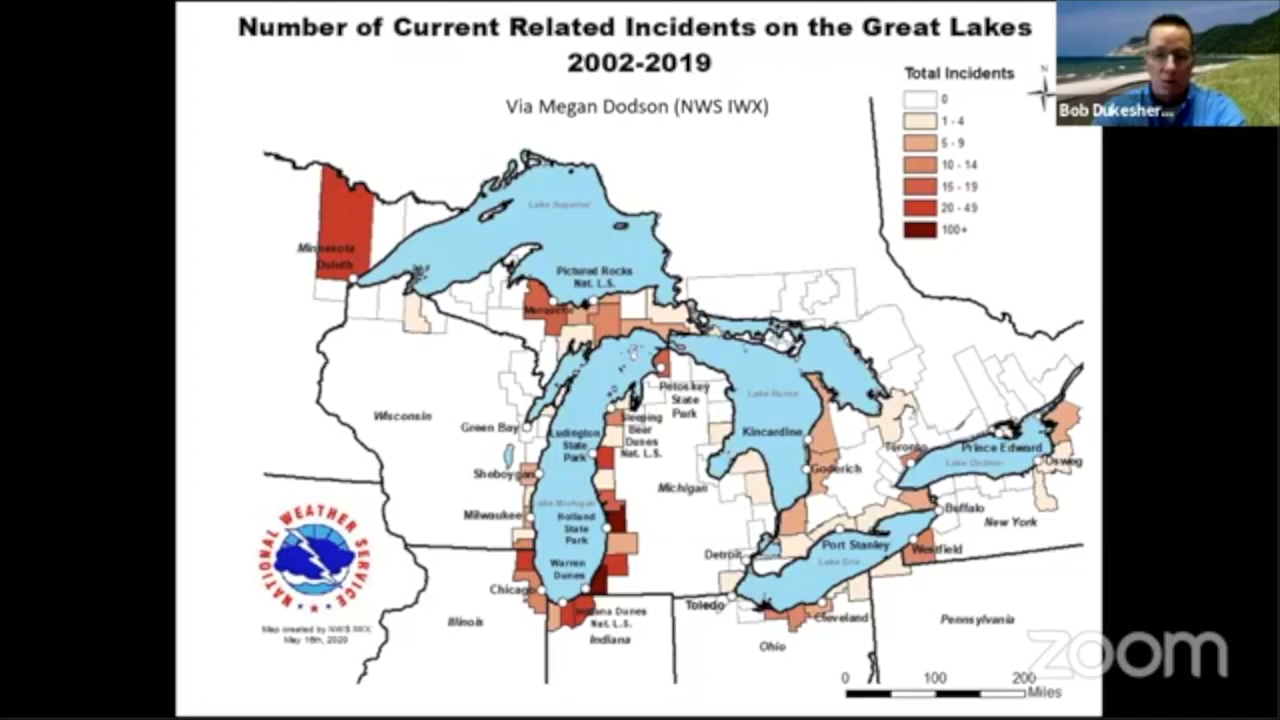 Number of Current Related Incidents on the Great Lakes
2002-2019
Via Megan Dodson (NWS IWX)
Total Incidents
0
1 - 4
5 - 9
10 - 14
15 - 19
20 - 49
100+
N
Bob Dukesher...
Lake Superior
Minnesota
Duluth
Pictured Rocks
Nat. L.S.
Marquette
Petoskey
State
Park
Wisconsin
Green Bay
Sleeping
Bear
Dunes
Nat. L.S.
Ludington
State
Park
Lake Huron
Kincardine
Goderich
Toronto
Prince Edward
Lake Ontario
Oswego
Sheboygan
Michigan
Lake Michigan
Milwaukee
Holland
State
Park
Buffalo
New York
Detroit
Port Stanley
Westfield
Lake Erie
Warren
Dunes
Chicago
Toledo
Cleveland
Indiana Dunes
Nat. L.S.
Illinois
Indiana
Ohio
Pennsylvania
NATIONAL WEATHER SERVICE
Map created by NWS IWX
May 16th, 2020
0 100 200
Miles
zoom